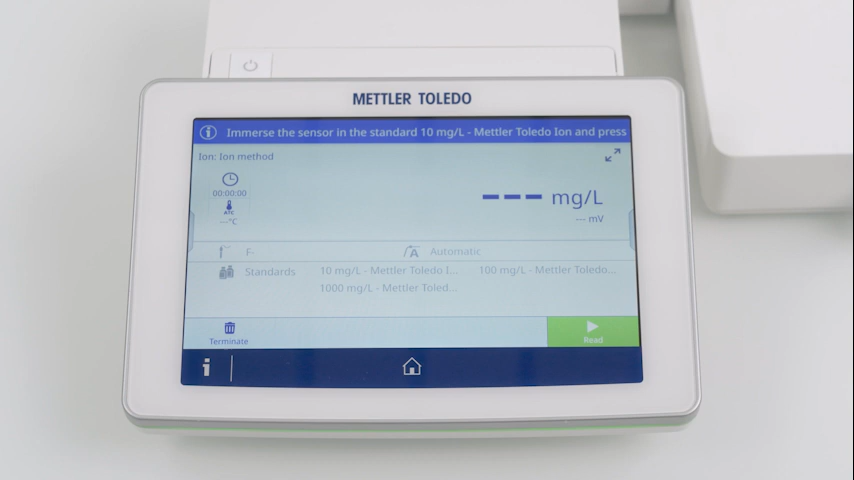 METTLER TOLEDO
Immerse the sensor in the standard 10 mg/L - Mettler Toledo Ion and press
Ion: Ion method
00:00:00
--- mg/L
ATC
---°C
--- mV
F-
Automatic
Standards
10 mg/L - Mettler Toledo I...
100 mg/L - Mettler Toledo...
1000 mg/L - Mettler Toled...
Terminate
Read